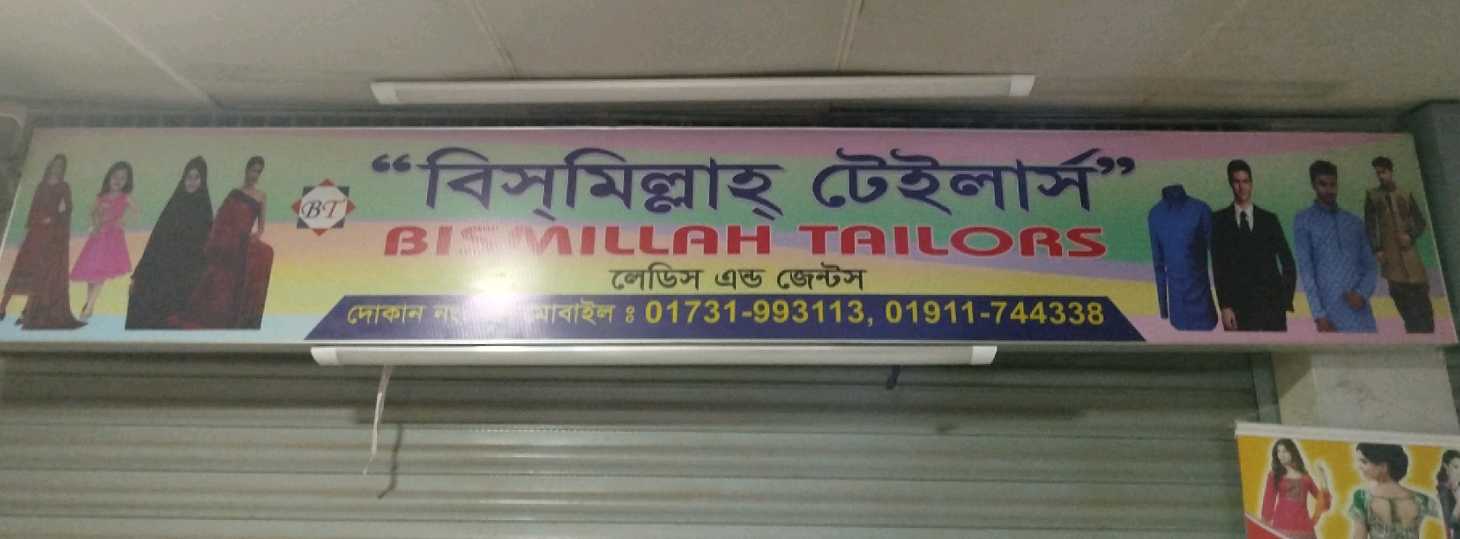 BT
“বিস্‌মিল্লাহ্‌ টেইলার্স”
BISMILLAH TAILORS
লেডিস এন্ড জেন্টস
দোকান নং মোবাইল ঃ 01731-993113, 01911-744338